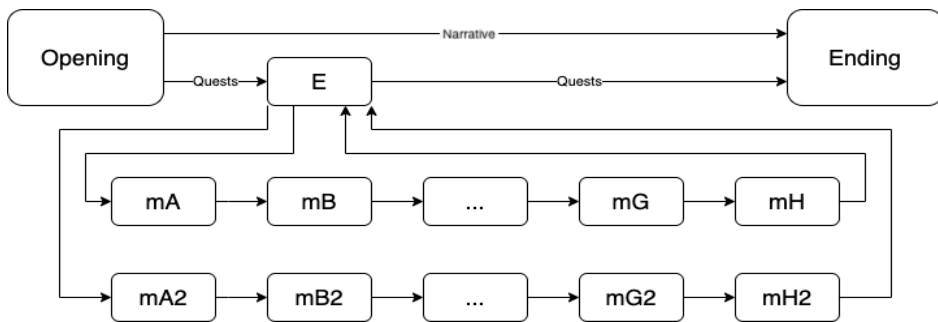 Narrative
Opening
Ending
Quests
E
Quests
mA
mB
...
mG
mH
mA2
mB2
...
mG2
mH2